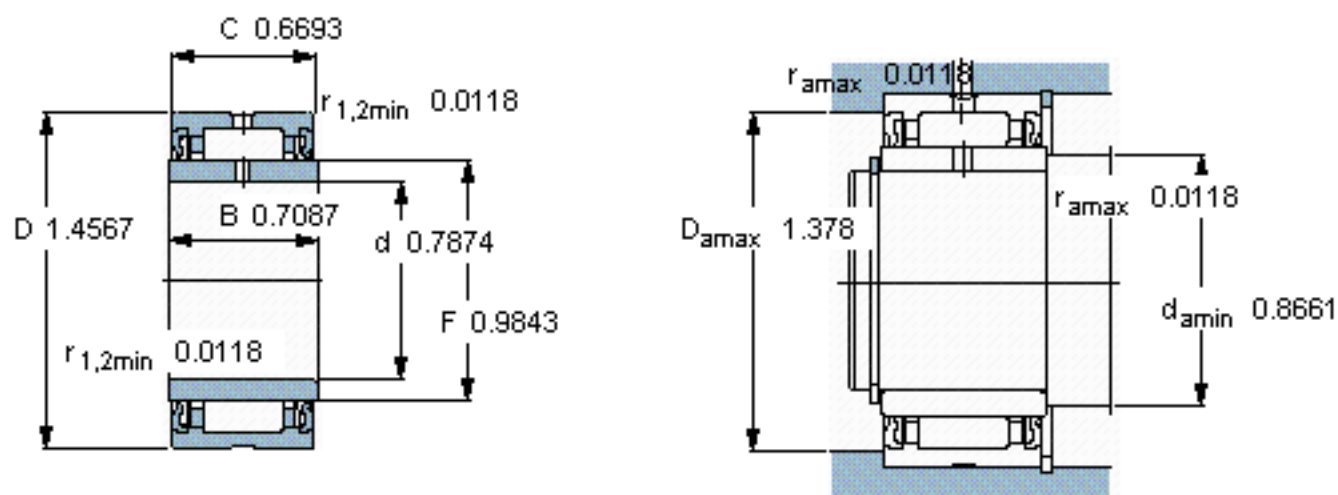 C 0.6693
r1,2min 0.0118
D 1.4567
B 0.7087
d 0.7874
F 0.9843
r1,2min 0.0118
ramax 0.0118
ramax 0.0118
Damax 1.378
damin 0.8661